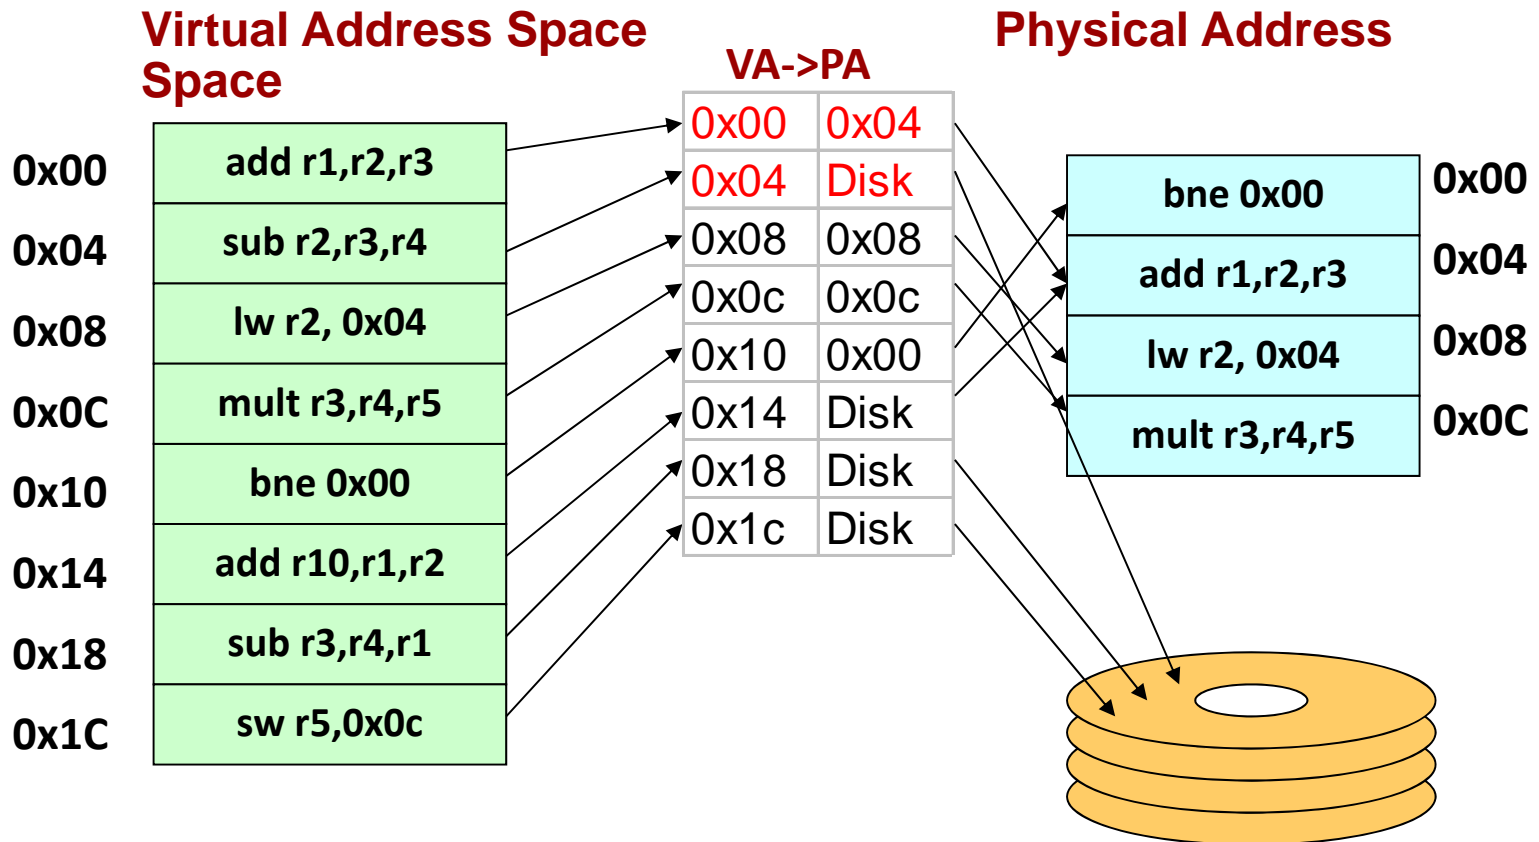 Virtual Address Space
Space
VA->PA
Physical Address
0x00 add r1,r2,r3
0x04 sub r2,r3,r4
0x08 lw r2, 0x04
0x0C mult r3,r4,r5
0x10 bne 0x00
0x14 add r10,r1,r2
0x18 sub r3,r4,r1
0x1C sw r5,0x0c
0x00 0x04
0x04 Disk
0x08 0x08
0x0c 0x0c
0x10 0x00
0x14 Disk
0x18 Disk
0x1c Disk
bne 0x00 0x00
add r1,r2,r3 0x04
lw r2, 0x04 0x08
mult r3,r4,r5 0x0C